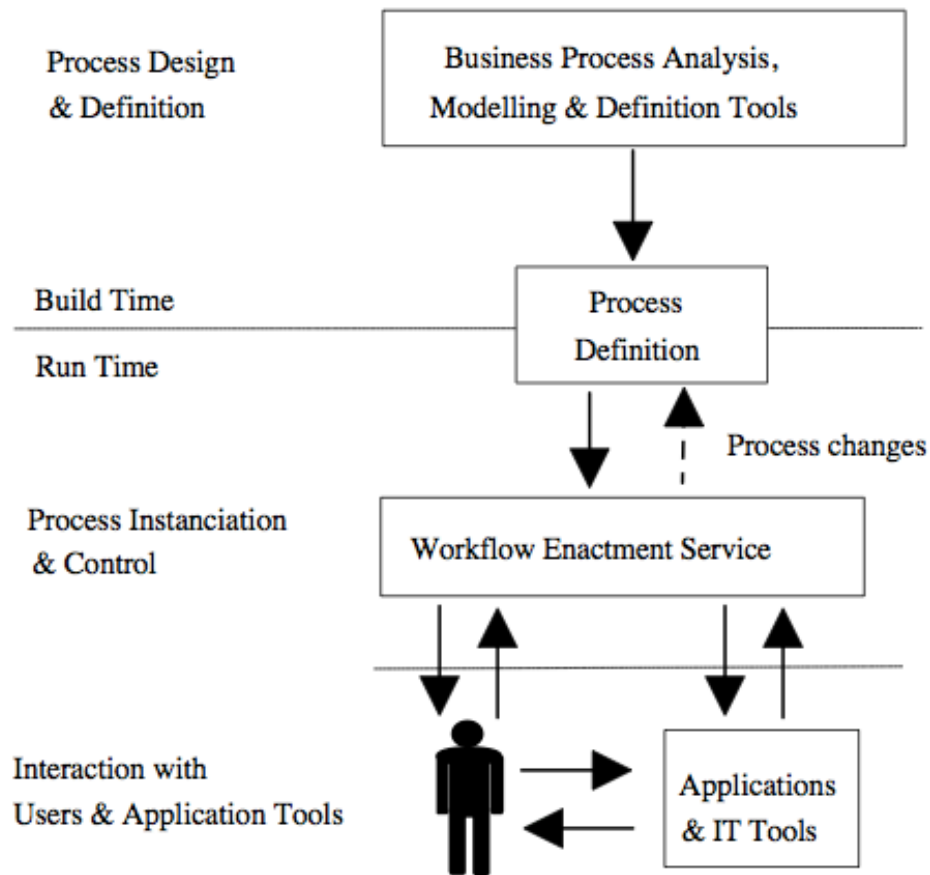 Process Design
& Definition
Business Process Analysis,
Modelling & Definition Tools
Build Time
Run Time
Process
Definition
Process changes
Process Instanciation
& Control
Workflow Enactment Service
Interaction with
Users & Application Tools
Applications
& IT Tools